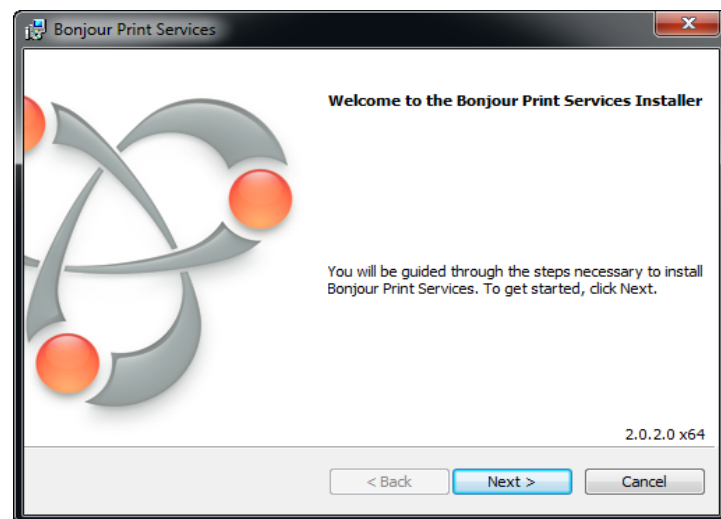 Bonjour Print Services
Welcome to the Bonjour Print Services Installer
You will be guided through the steps necessary to install
Bonjour Print Services. To get started, click Next.
2.0.2.0 x64
< Back
Next >
Cancel